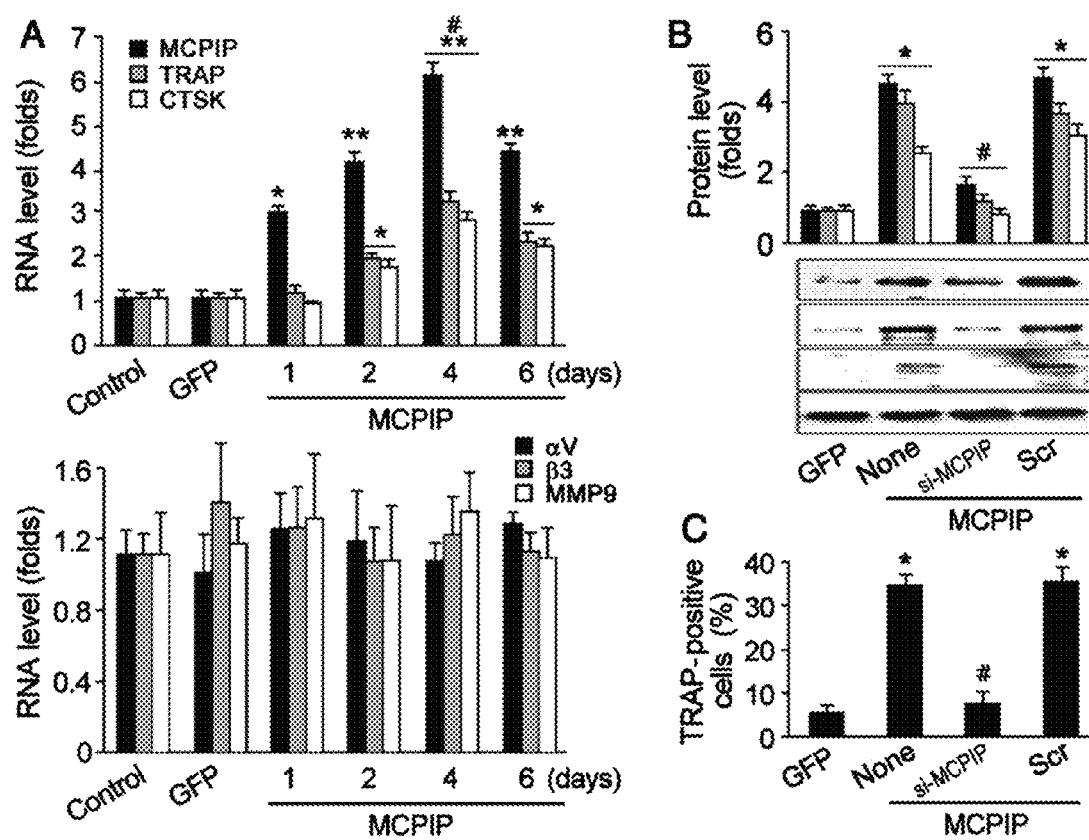 A
7
6
5
4
3
2
1
0
RNA level (folds)
MCPIP
TRAP
CTSK
*
**
*
#
**
**
*
Control
GFP
1
2
4
6 (days)
MCPIP
1.6
1.2
0.8
0.4
0
RNA level (folds)
αV
β3
MMP9
Control
GFP
1
2
4
6 (days)
MCPIP
B
6
4
2
0
Protein level
(folds)
*
#
*
GFP
None
si-MCPIP
Scr
MCPIP
C
40
30
20
10
0
TRAP-positive
cells (%)
*
#
*
GFP
None
si-MCPIP
Scr
MCPIP